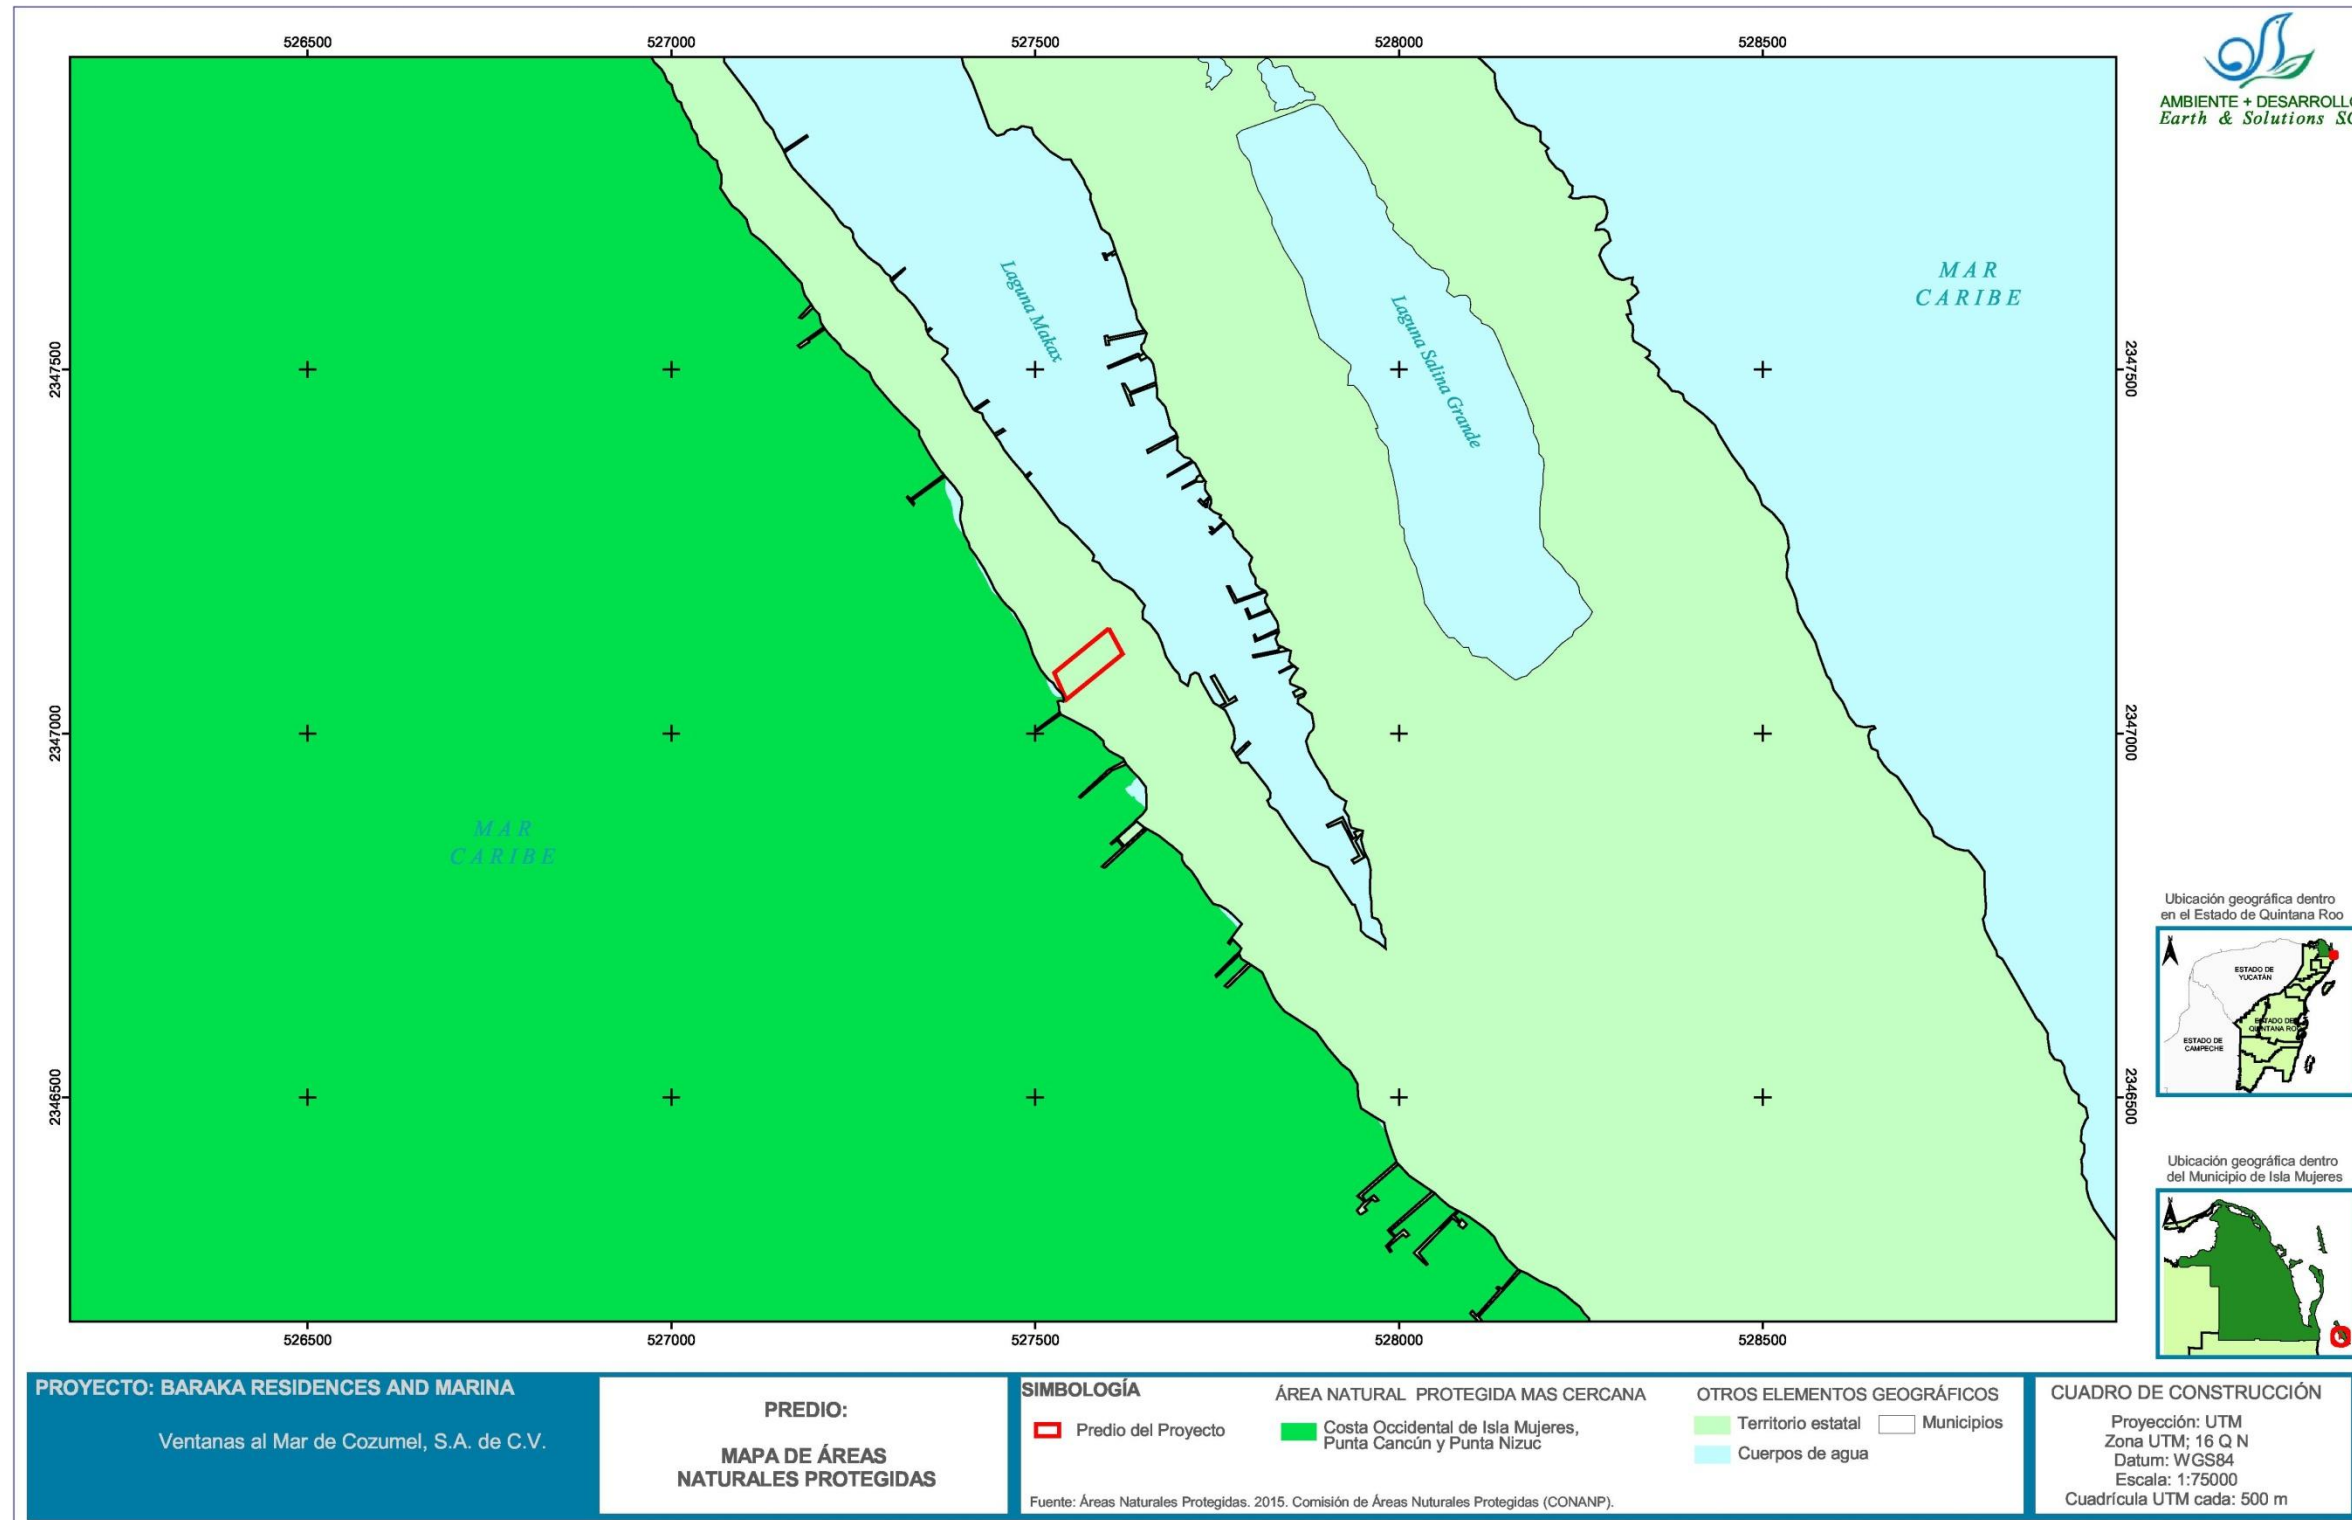 526500
527000
527500
528000
528500
AMBIENTE + DESARROLLO
Earth & Solutions S.C
MAR
CARIBE
Laguna Makax
Laguna Salina Grande
2347500
2347500
2347000
2347000
MAR
CARIBE
2346500
2346500
526500
527000
527500
528000
528500
Ubicación geográfica dentro
en el Estado de Quintana Roo
N
ESTADO DE
YUCATÁN
ESTADO DE
QUINTANA ROO
ESTADO DE
CAMPECHE
Ubicación geográfica dentro
del Municipio de Isla Mujeres
N
PROYECTO: BARAKA RESIDENCES AND MARINA
Ventanas al Mar de Cozumel, S.A. de C.V.
PREDIO:
MAPA DE ÁREAS
NATURALES PROTEGIDAS
SIMBOLOGÍA
Predio del Proyecto
ÁREA NATURAL PROTEGIDA MAS CERCANA
Costa Occidental de Isla Mujeres,
Punta Cancún y Punta Nizuc
OTROS ELEMENTOS GEOGRÁFICOS
Territorio estatal
Municipios
Cuerpos de agua
Fuente: Áreas Naturales Protegidas. 2015. Comisión de Áreas Nuturales Protegidas (CONANP).
CUADRO DE CONSTRUCCIÓN
Proyección: UTM
Zona UTM; 16 Q N
Datum: WGS84
Escala: 1:75000
Cuadrícula UTM cada: 500 m